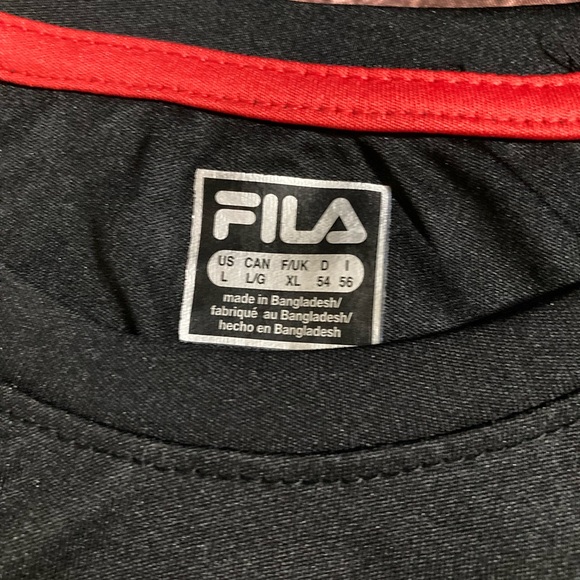 FILA
US CAN F/UK D I
L L/G XL 54 56
made in Bangladesh/
fabriqué au Bangladesh/
hecho en Bangladesh